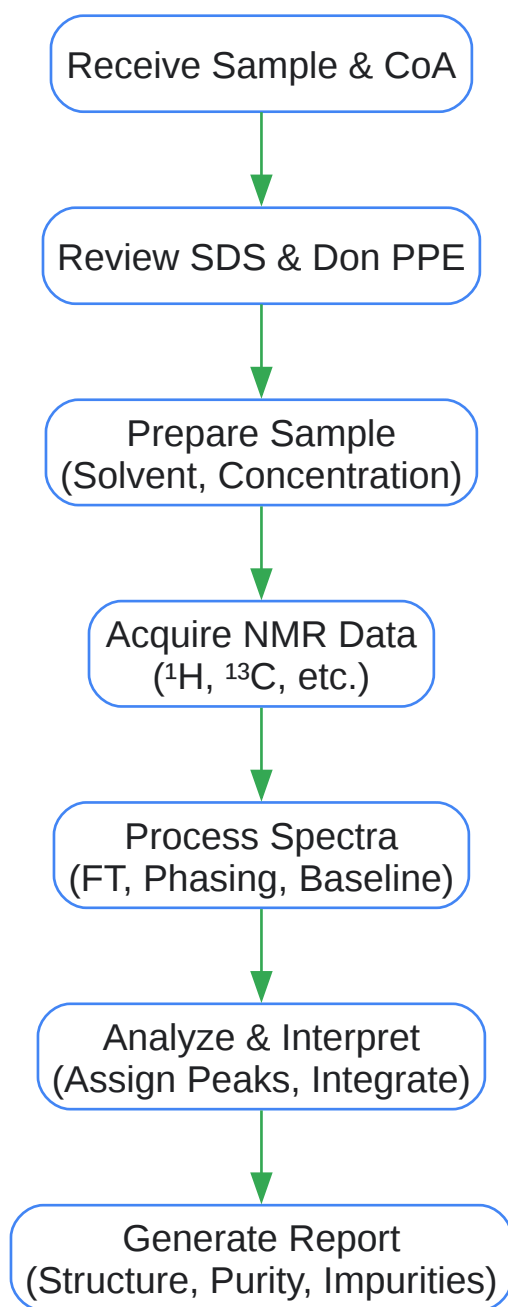 Receive Sample & CoA
Review SDS & Don PPE
Prepare Sample
(Solvent, Concentration)
Acquire NMR Data
(¹H, ¹³C, etc.)
Process Spectra
(FT, Phasing, Baseline)
Analyze & Interpret
(Assign Peaks, Integrate)
Generate Report
(Structure, Purity, Impurities)